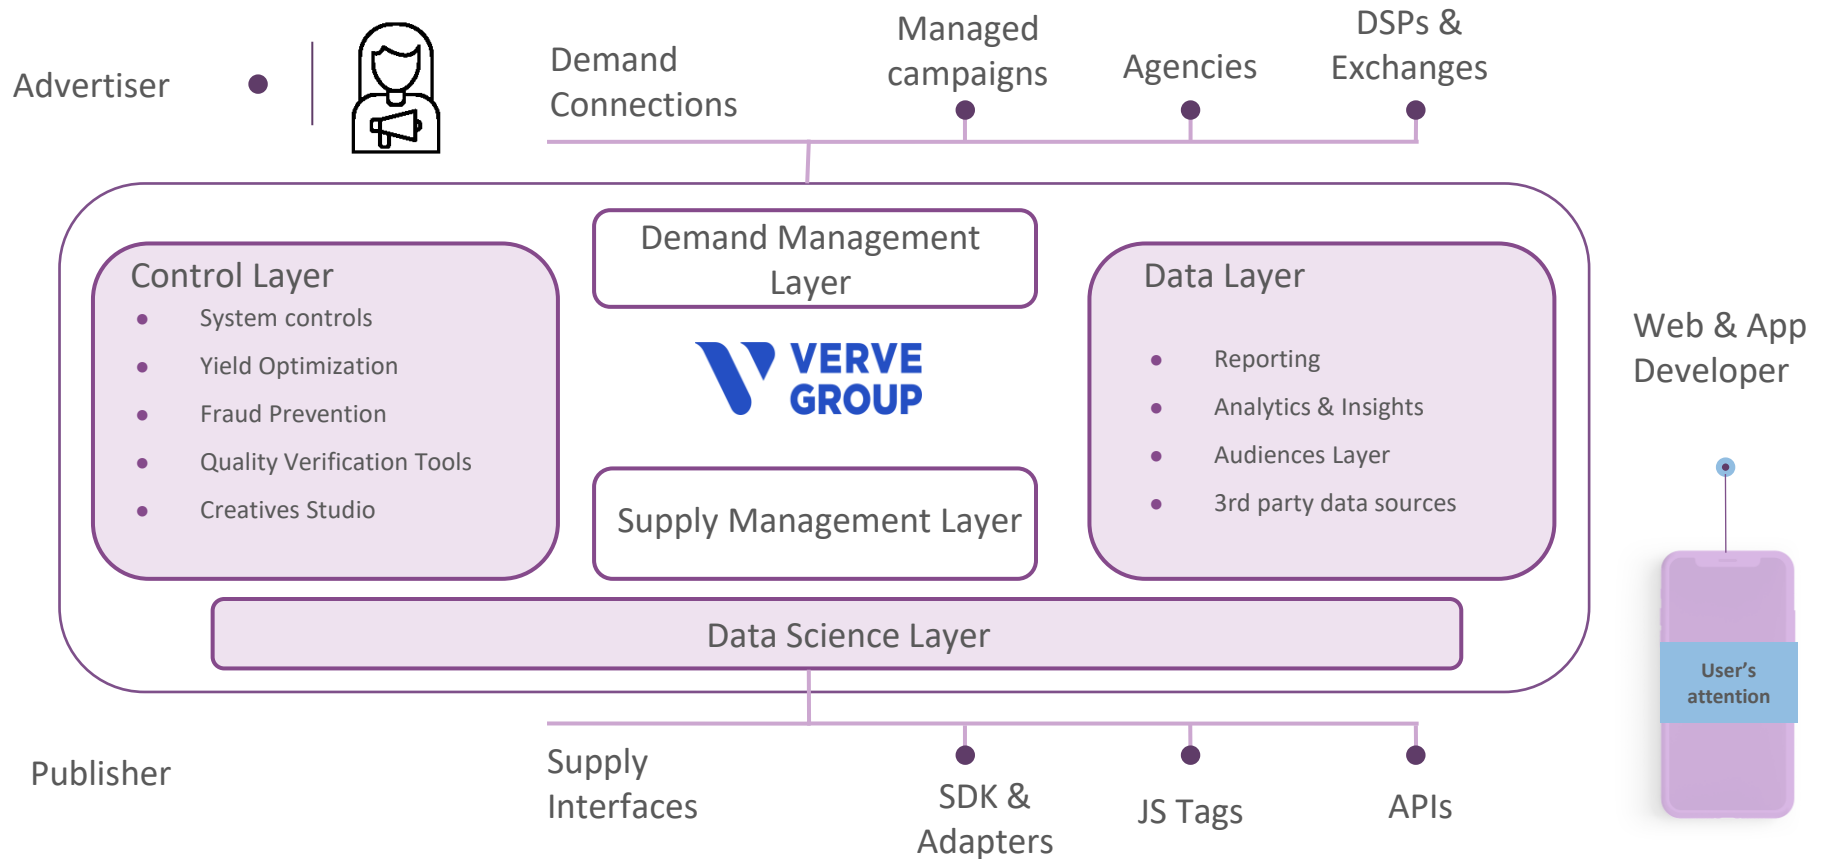 Advertiser
Demand
Connections
Managed
campaigns
Agencies
DSPs &
Exchanges
Control Layer
● System controls
● Yield Optimization
● Fraud Prevention
● Quality Verification Tools
● Creatives Studio
Demand Management
Layer
VERVE
GROUP
Supply Management Layer
Data Layer
● Reporting
● Analytics & Insights
● Audiences Layer
● 3rd party data sources
Data Science Layer
Web & App
Developer
User's
attention
Publisher
Supply
Interfaces
SDK &
Adapters
JS Tags
APIs